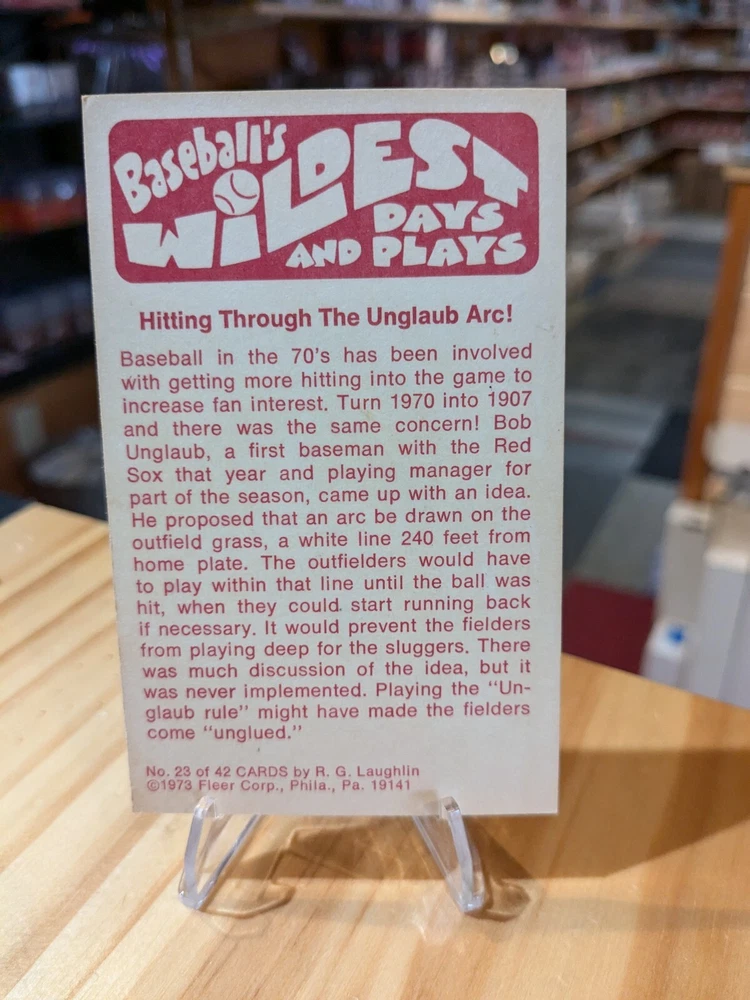 Baseball's
WiLDEST
DAYS
AND PLAYS
Hitting Through The Unglaub Arc!
Baseball in the 70's has been involved
with getting more hitting into the game to
increase fan interest. Turn 1970 into 1907
and there was the same concern! Bob
Unglaub, a first baseman with the Red
Sox that year and playing manager for
part of the season, came up with an idea.
He proposed that an arc be drawn on the
outfield grass, a white line 240 feet from
home plate. The outfielders would have
to play within that line until the ball was
hit, when they could start running back
if necessary. It would prevent the fielders
from playing deep for the sluggers. There
was much discussion of the idea, but it
was never implemented. Playing the "Un-
glaub rule" might have made the fielders
come "unglued."
No. 23 of 42 CARDS by R. G. Laughlin
©1973 Fleer Corp., Phila., Pa. 19141